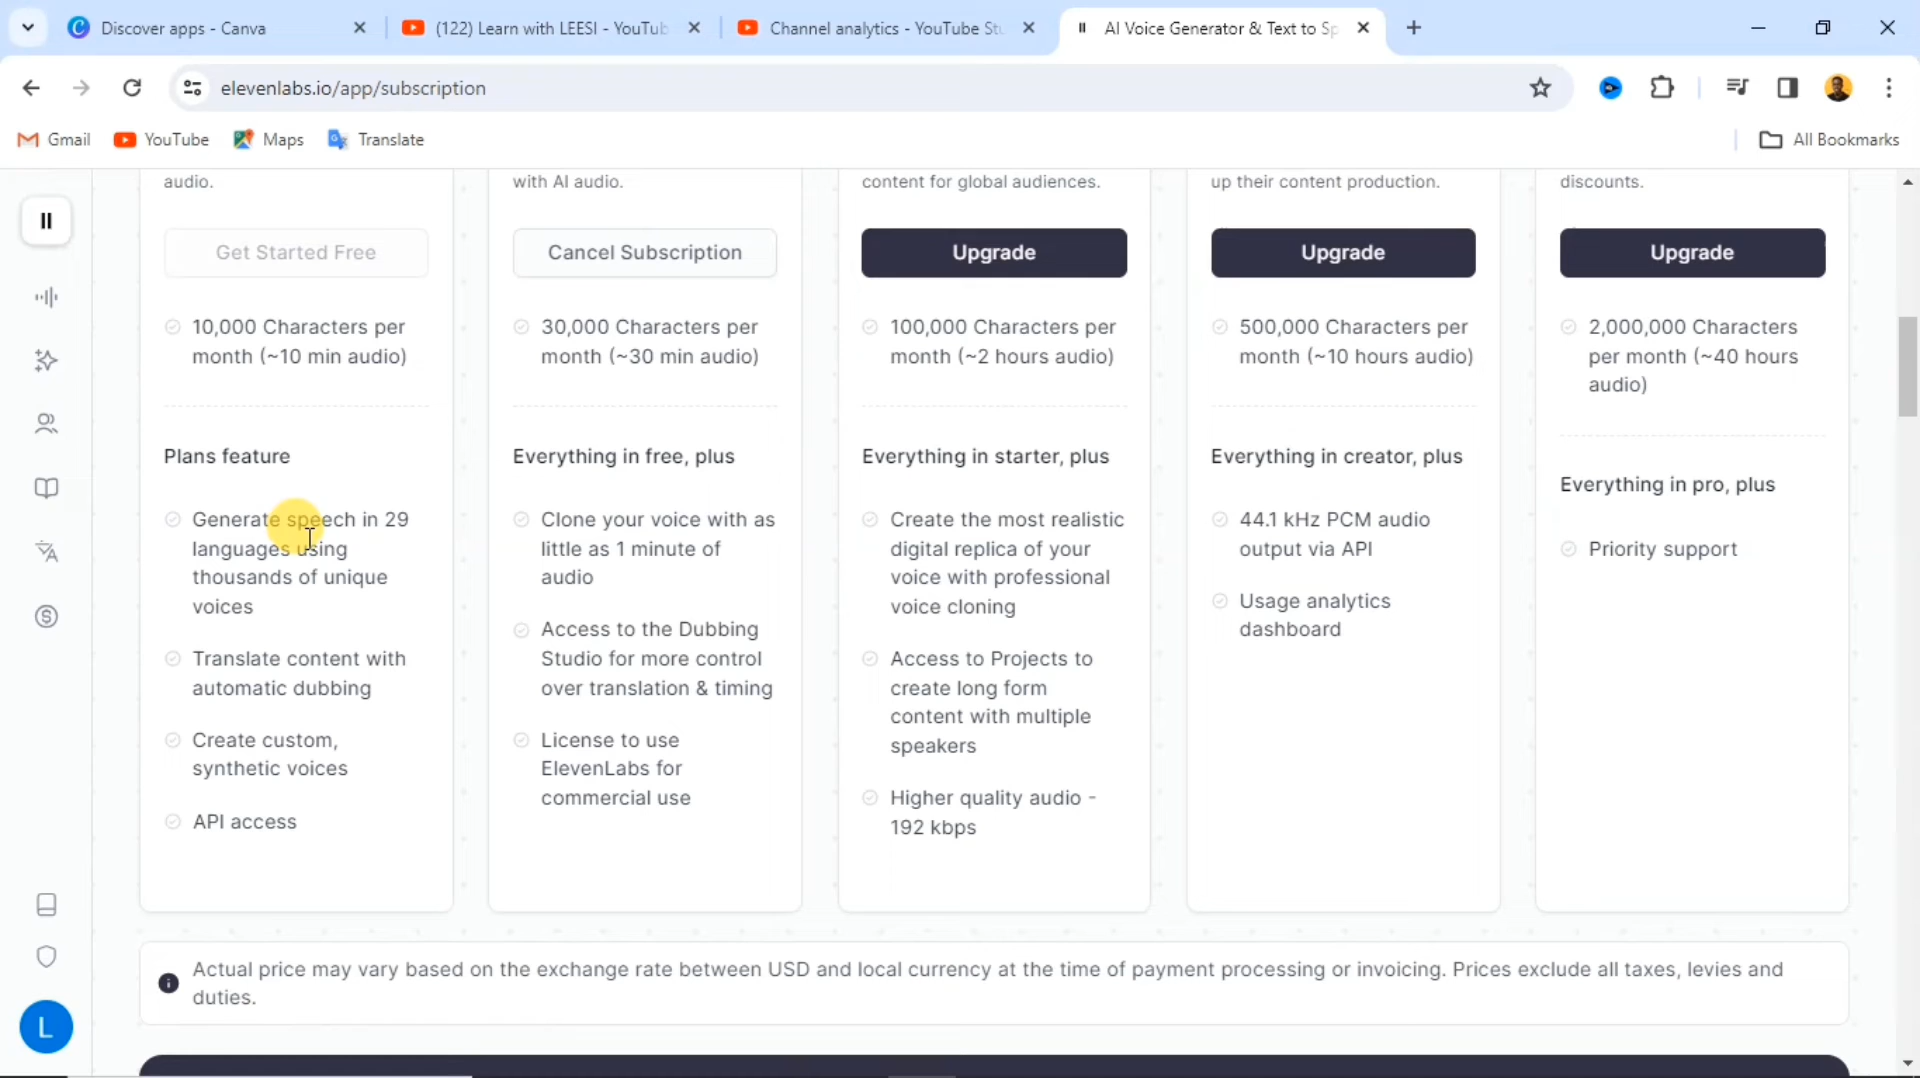 Discover apps - Canva
(122) Learn with LEESI - YouTub
Channel analytics - YouTube Stu
AI Voice Generator & Text to Sp
elevenlabs.io/app/subscription
Gmail
YouTube
Maps
Translate
All Bookmarks
audio.
Get Started Free
10,000 Characters per
month (~10 min audio)
Plans feature
Generate speech in 29
languages using
thousands of unique
voices
Translate content with
automatic dubbing
Create custom,
synthetic voices
API access
with AI audio.
Cancel Subscription
30,000 Characters per
month (~30 min audio)
Everything in free, plus
Clone your voice with as
little as 1 minute of
audio
Access to the Dubbing
Studio for more control
over translation & timing
License to use
ElevenLabs for
commercial use
content for global audiences.
Upgrade
100,000 Characters per
month (~2 hours audio)
Everything in starter, plus
Create the most realistic
digital replica of your
voice with professional
voice cloning
Access to Projects to
create long form
content with multiple
speakers
Higher quality audio -
192 kbps
up their content production.
Upgrade
500,000 Characters per
month (~10 hours audio)
Everything in creator, plus
44.1 kHz PCM audio
output via API
Usage analytics
dashboard
discounts.
Upgrade
2,000,000 Characters
per month (~40 hours
audio)
Everything in pro, plus
Priority support
Actual price may vary based on the exchange rate between USD and local currency at the time of payment processing or invoicing. Prices exclude all taxes, levies and
duties.
L